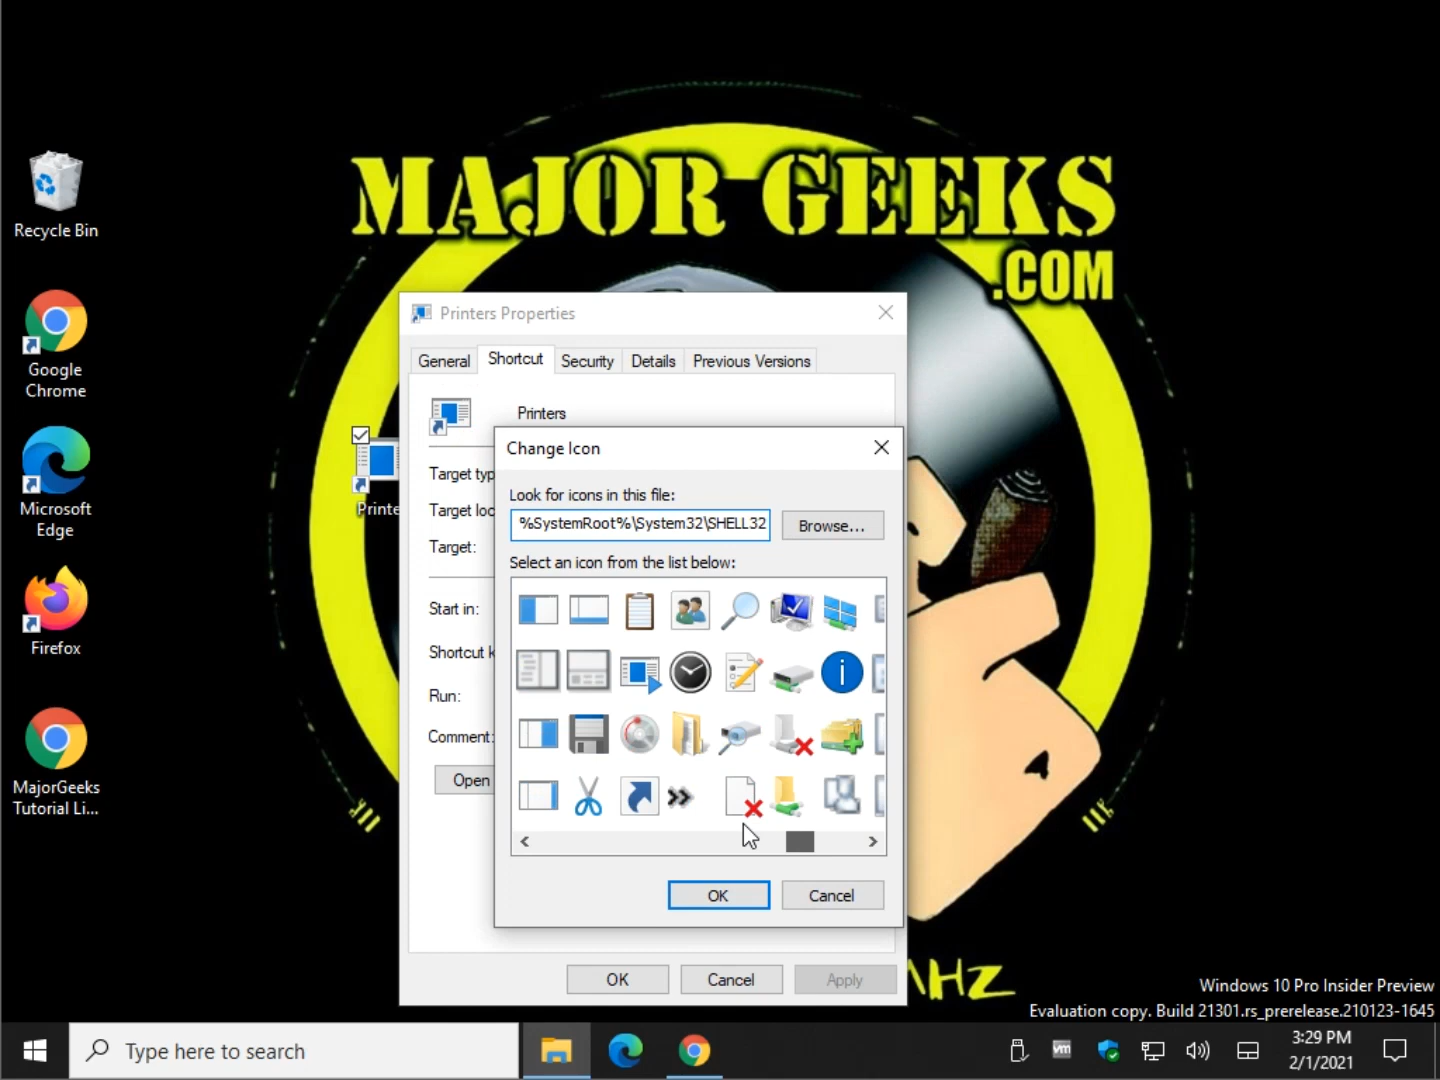 MAJOR GEEKS
.COM
Recycle Bin
Google
Chrome
Microsoft
Edge
Firefox
MajorGeeks
Tutorial Li...
Printe
Printers Properties
General
Shortcut
Security
Details
Previous Versions
Printers
Target typ
Target loc
Target:
Start in:
Shortcut k
Run:
Comment:
Open
Change Icon
Look for icons in this file:
%SystemRoot%\System32\SHELL32
Browse...
Select an icon from the list below:
OK
Cancel
OK
Cancel
Apply
Windows 10 Pro Insider Preview
Evaluation copy. Build 21301.rs_prerelease.210123-1645
Type here to search
vm
3:29 PM
2/1/2021